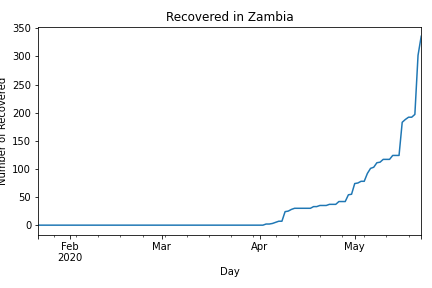 Recovered in Zambia
350
300
250
200
150
100
50
0
Number of Recovered
Feb
2020
Mar
Apr
May
Day